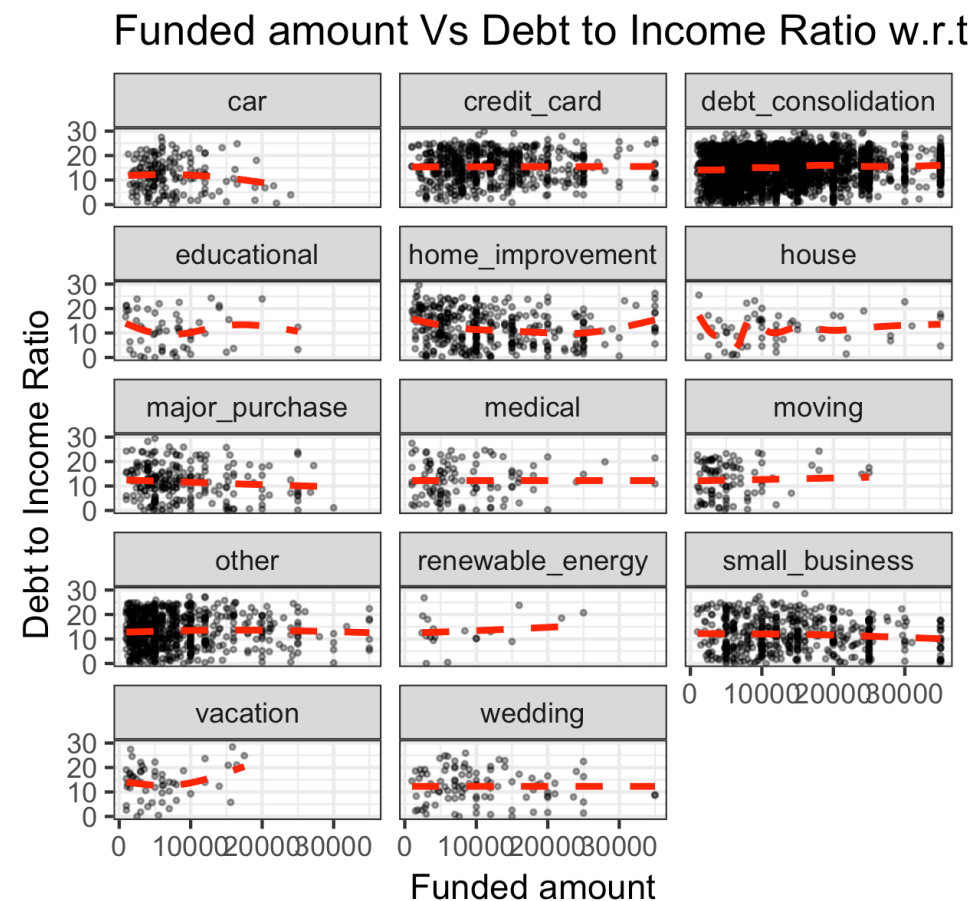 Funded amount Vs Debt to Income Ratio w.r.t
car credit_card debt_consolidation
30
20
10
0
educational home_improvement house
30
20
10
0
major_purchase medical moving
30
20
10
0
other renewable_energy small_business
30
20
10
0
0 10000 20000 30000
vacation wedding
30
20
10
0
0 10000 20000 30000 0 10000 20000 30000
Debt to Income Ratio
Funded amount